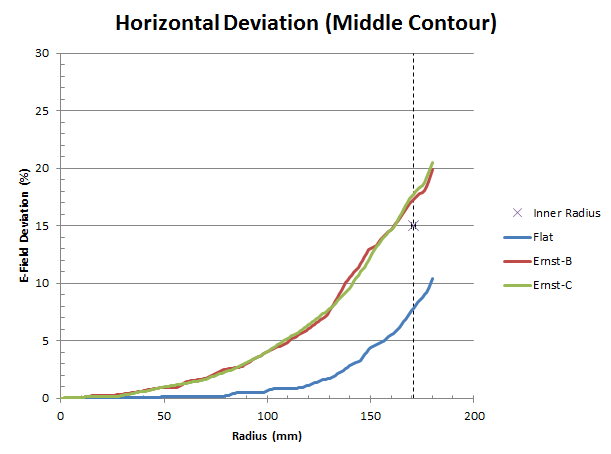 Horizontal Deviation (Middle Contour)
30
25
20
15
10
5
0
E-Field Deviation (%)
0 50 100 150 200
Radius (mm)
Inner Radius
Flat
Ernst-B
Ernst-C